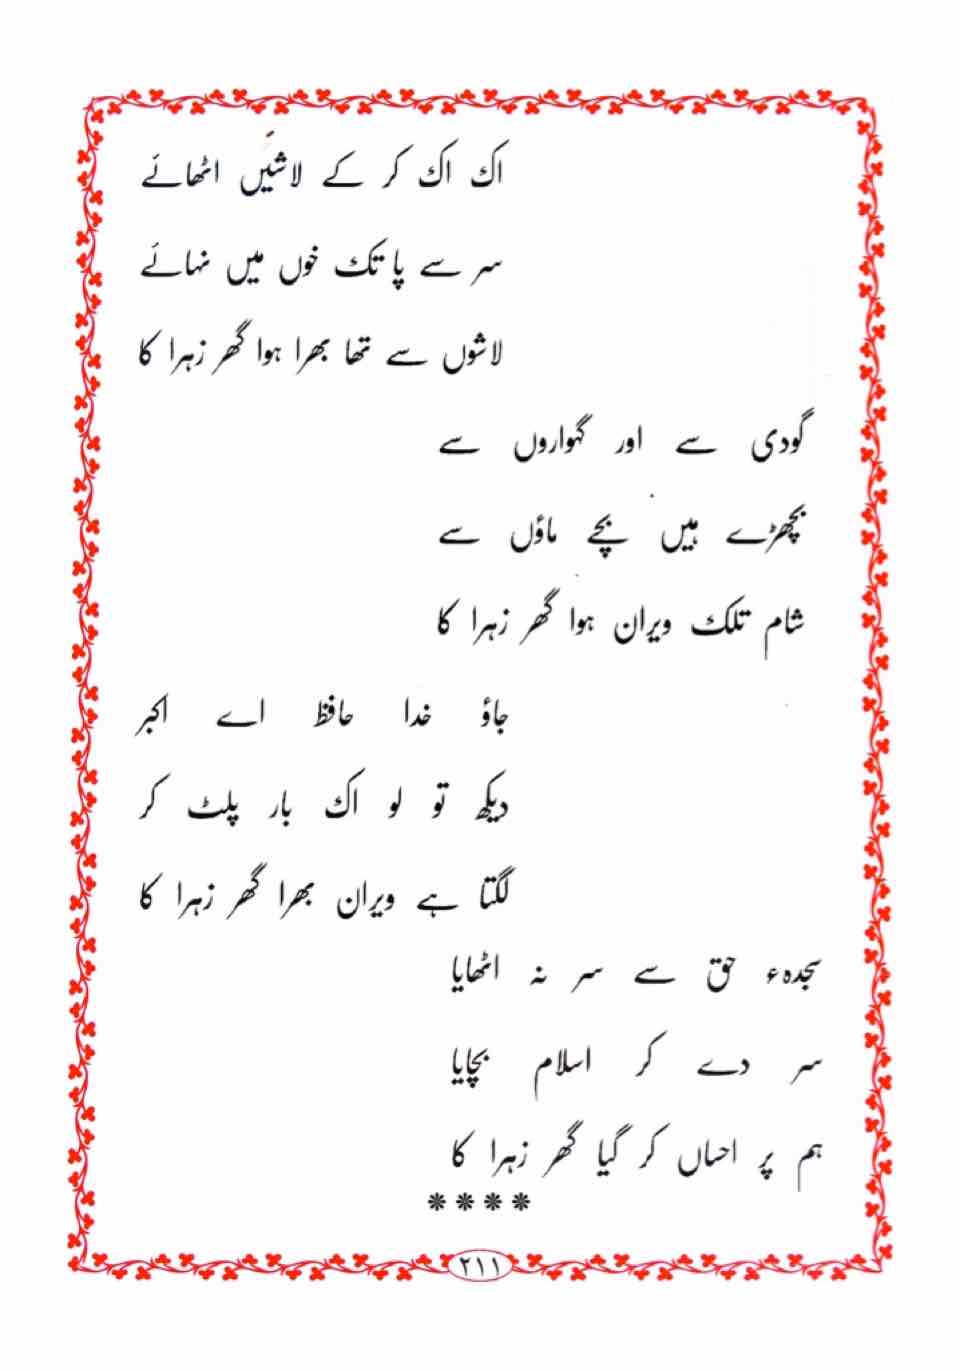 اک اک کر کے لاشیں اٹھائے
سر سے پا تک خوں میں نہائے
لاشوں سے تھا بھرا ہوا گھر زہرا کا
گودی سے اور گہواروں سے
بچھڑے ہیں بچے ماؤں سے
شام تلک ویران ہوا گھر زہرا کا
جاؤ خدا حافظ اے اکبر
دیکھ تو لو اک بار پلٹ کر
لگتا ہے ویران بھرا گھر زہرا کا
سجدہء حق سے سر نہ اٹھایا
سر دے کر اسلام بچایا
ہم پر احساں کر گیا گھر زہرا کا
****
۲۱۱